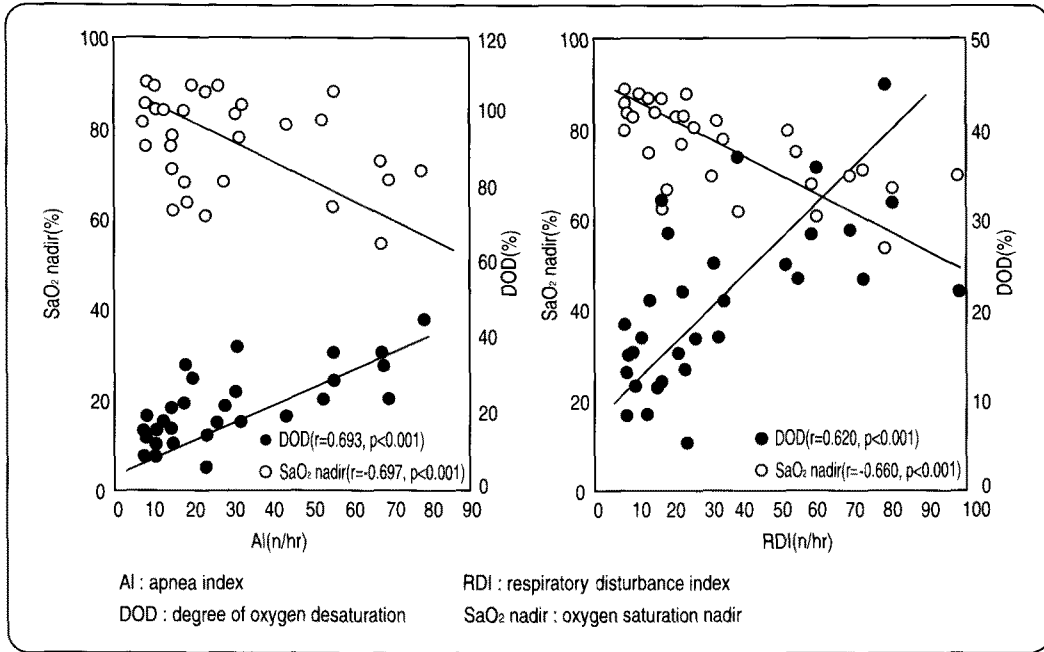 100
80
60
40
20
0
SaO₂ nadir(%)
120
100
80
60
40
20
0
DOD(%)
DOD(r=0.693, p<0.001)
SaO₂ nadir(r=-0.697, p<0.001)
0 10 20 30 40 50 60 70 80 90
AI(n/hr)
100
80
60
40
20
0
SaO₂ nadir(%)
50
40
30
20
10
0
DOD(%)
DOD(r=0.620, p<0.001)
SaO₂ nadir(r=-0.660, p<0.001)
0 10 20 30 40 50 60 70 80 90 100
RDI(n/hr)
AI : apnea index
RDI : respiratory disturbance index
DOD : degree of oxygen desaturation
SaO₂ nadir : oxygen saturation nadir